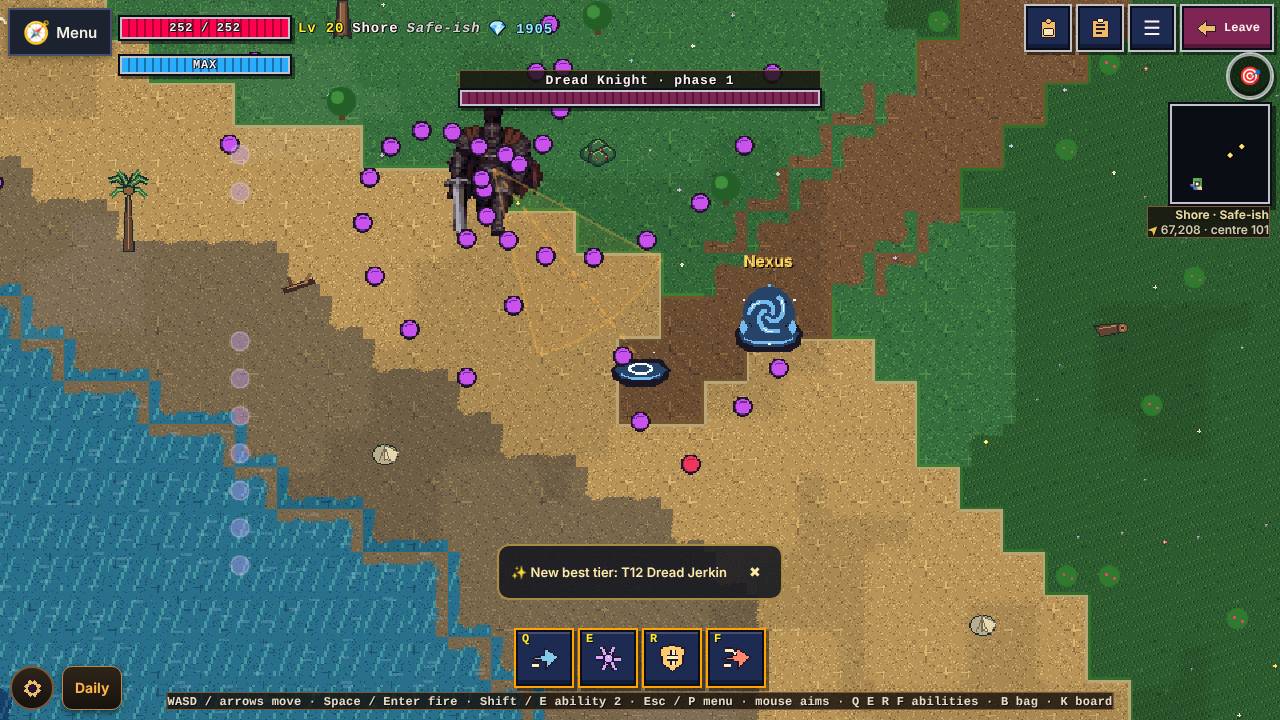 Menu
252 / 252
Lv 20 Shore Safe-ish 💎 1905
MAX
Leave
Dread Knight · phase 1
Shore · Safe-ish
67,208 · centre 101
Nexus
✨ New best tier: T12 Dread Jerkin ✖
Q E R F
Daily
WASD / arrows move · Space / Enter fire · Shift / E ability 2 · Esc / P menu · mouse aims · Q E R F abilities · B bag · K board